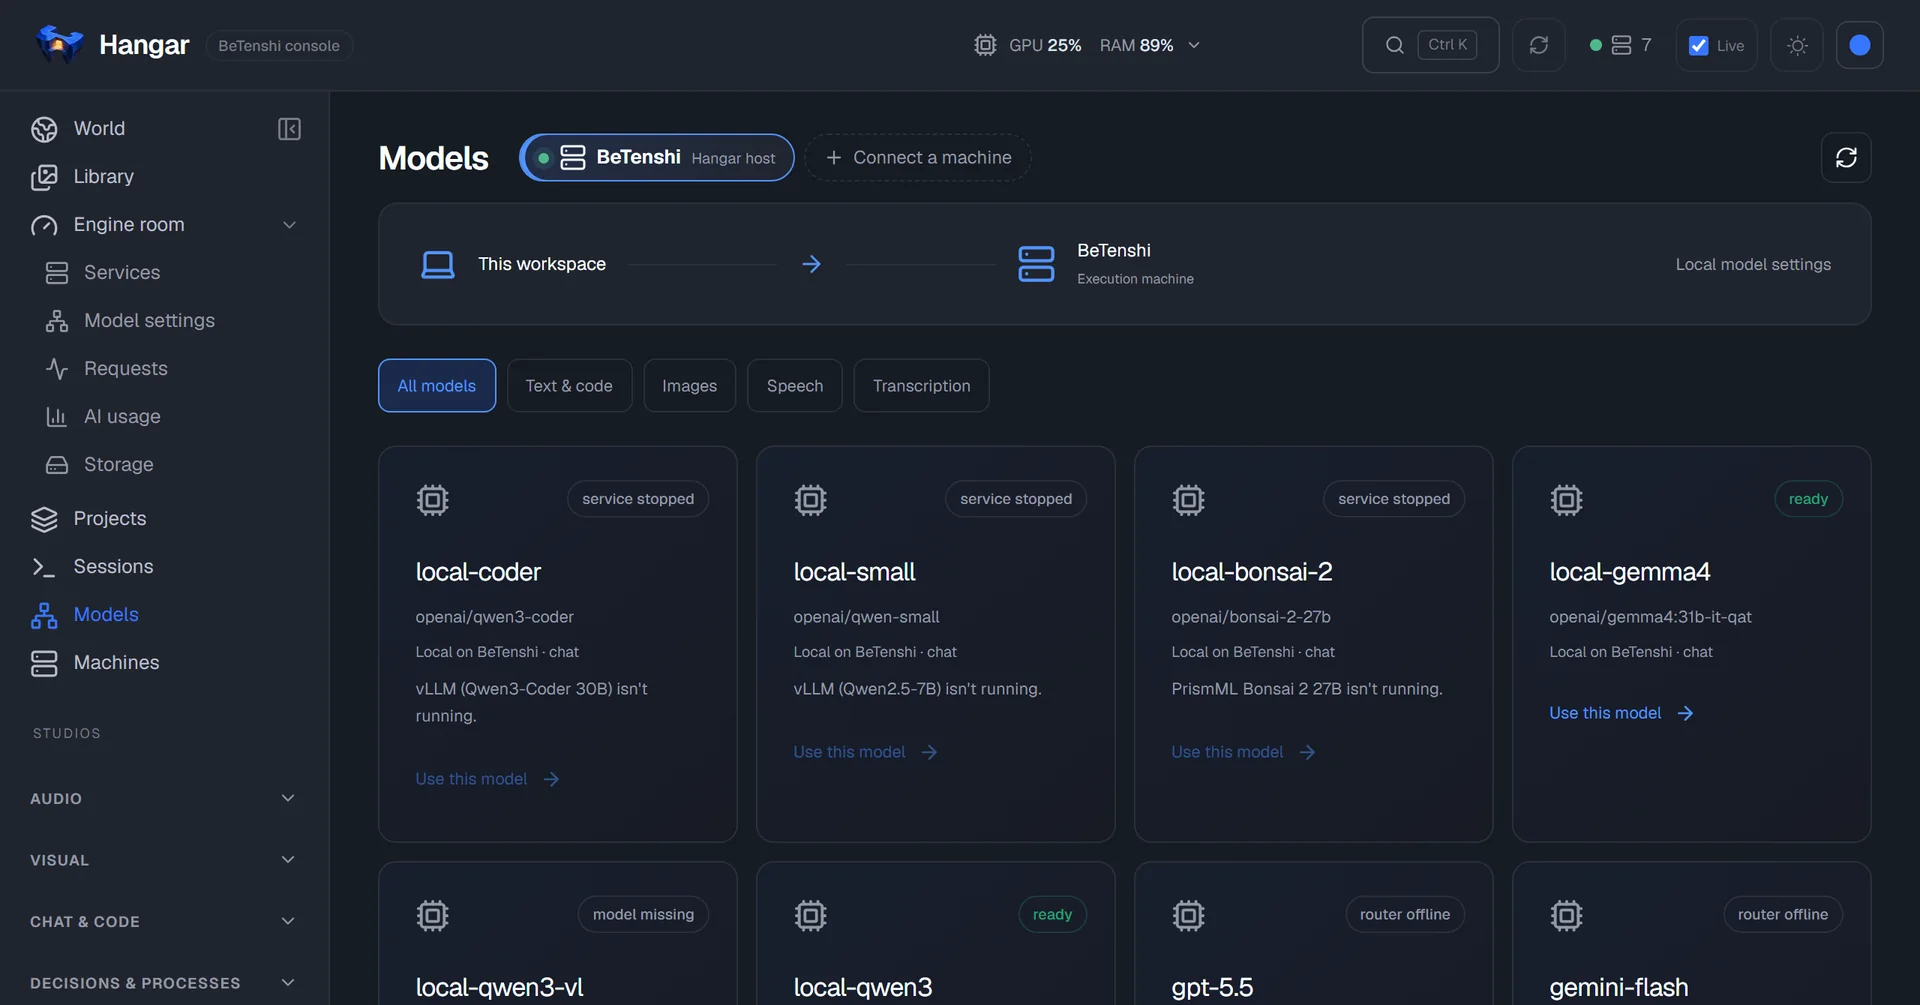 Hangar
BeTenshi console
GPU 25%
RAM 89%
Ctrl K
7
Live
World
Library
Engine room
Services
Model settings
Requests
AI usage
Storage
Projects
Sessions
Models
Machines
STUDIOS
AUDIO
VISUAL
CHAT & CODE
DECISIONS & PROCESSES
Models
BeTenshi Hangar host
+ Connect a machine
This workspace
BeTenshi
Execution machine
Local model settings
All models
Text & code
Images
Speech
Transcription
service stopped
local-coder
openai/qwen3-coder
Local on BeTenshi · chat
vLLM (Qwen3-Coder 30B) isn't
running.
Use this model
service stopped
local-small
openai/qwen-small
Local on BeTenshi · chat
vLLM (Qwen2.5-7B) isn't running.
Use this model
service stopped
local-bonsai-2
openai/bonsai-2-27b
Local on BeTenshi · chat
PrismML Bonsai 2 27B isn't running.
Use this model
ready
local-gemma4
openai/gemma4:31b-it-qat
Local on BeTenshi · chat
Use this model
model missing
local-qwen3-vl
ready
local-qwen3
router offline
gpt-5.5
router offline
gemini-flash